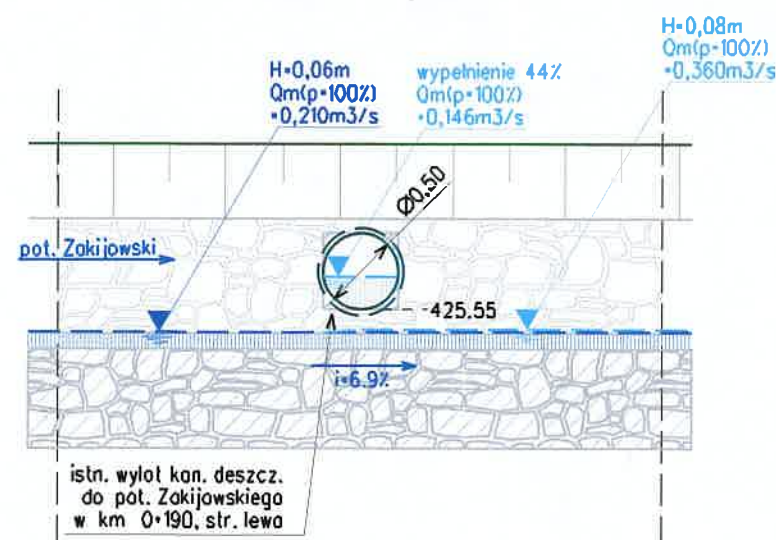 H=0,08m
Qm(p=100%)
=0,360m3/s
H=0,06m
Qm(p=100%)
=0,210m3/s
wypełnienie 44%
Qm(p=100%)
=0,146m3/s
Ø0.50
pot. Zakijowski
425.55
i=6.9%
istn. wylot kan. deszcz.
do pot. Zakijowskiego
w km 0+190, str. lewa